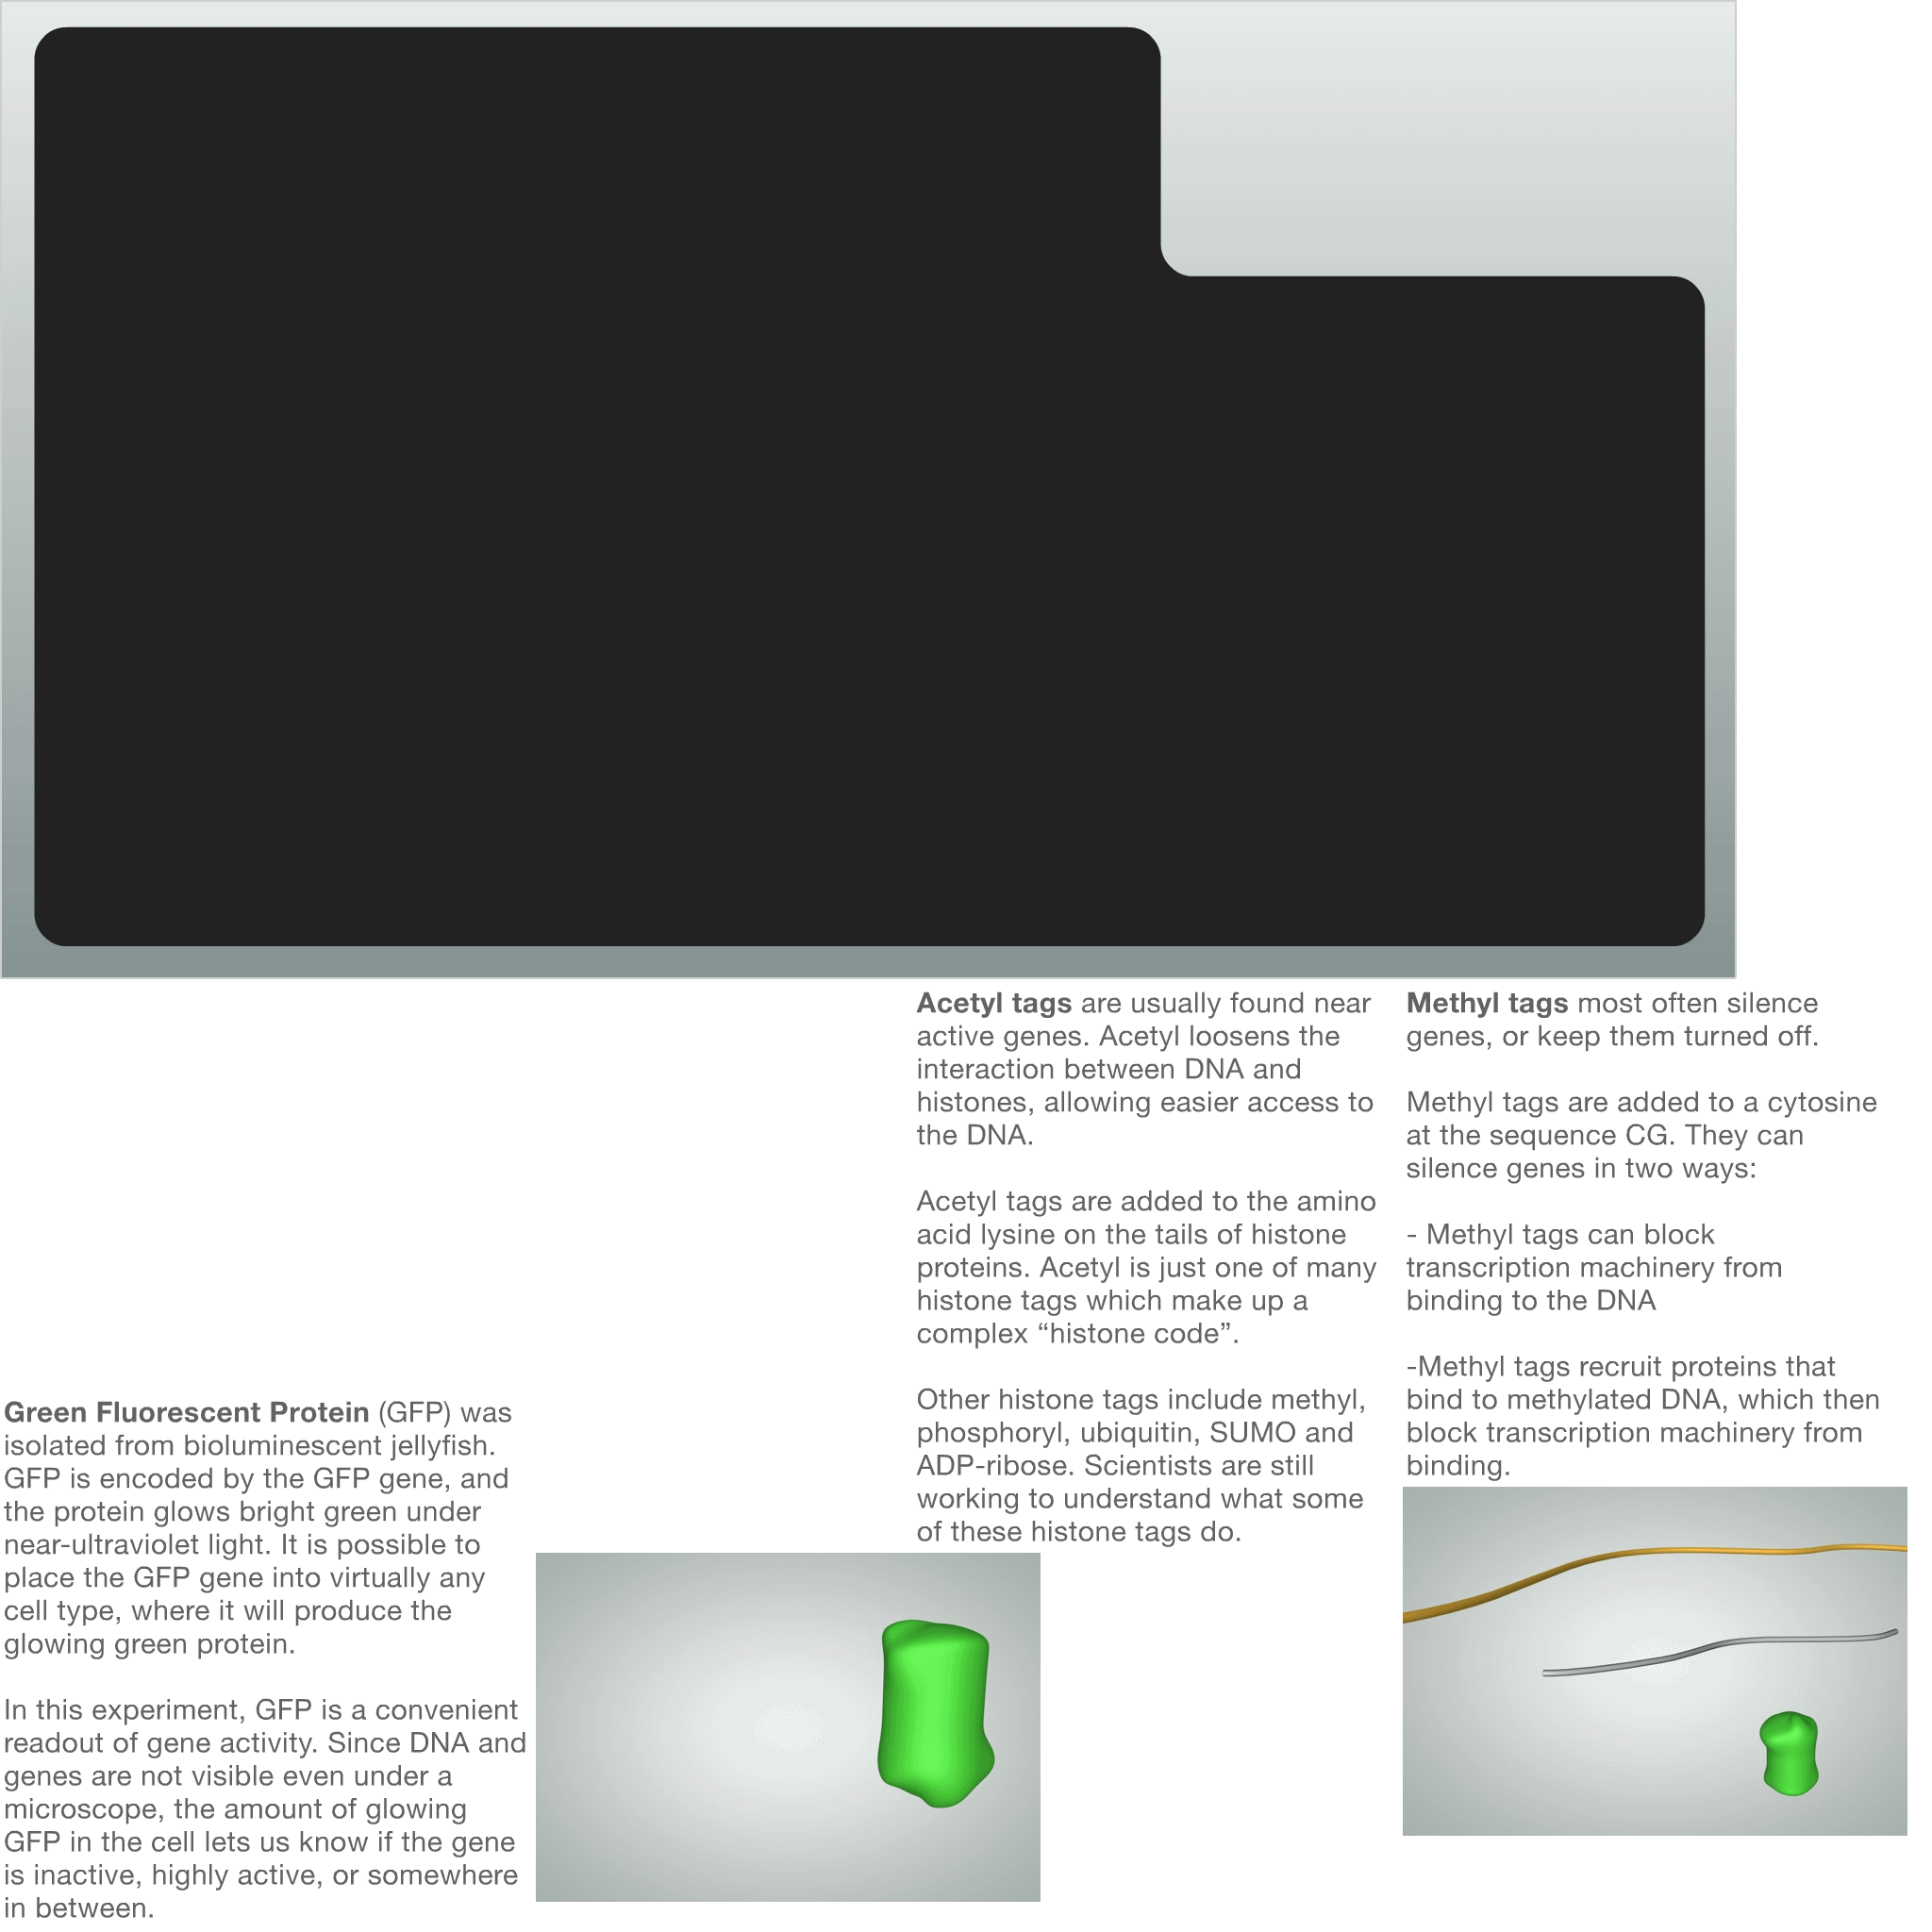 Acetyl tags are usually found near
active genes. Acetyl loosens the
interaction between DNA and
histones, allowing easier access to
the DNA.
Acetyl tags are added to the amino
acid lysine on the tails of histone
proteins. Acetyl is just one of many
histone tags which make up a
complex “histone code”.
Other histone tags include methyl,
phosphoryl, ubiquitin, SUMO and
ADP-ribose. Scientists are still
working to understand what some
of these histone tags do.
Methyl tags most often silence
genes, or keep them turned off.
Methyl tags are added to a cytosine
at the sequence CG. They can
silence genes in two ways:
- Methyl tags can block
transcription machinery from
binding to the DNA
-Methyl tags recruit proteins that
bind to methylated DNA, which then
block transcription machinery from
binding.
Green Fluorescent Protein (GFP) was
isolated from bioluminescent jellyfish.
GFP is encoded by the GFP gene, and
the protein glows bright green under
near-ultraviolet light. It is possible to
place the GFP gene into virtually any
cell type, where it will produce the
glowing green protein.
In this experiment, GFP is a convenient
readout of gene activity. Since DNA and
genes are not visible even under a
microscope, the amount of glowing
GFP in the cell lets us know if the gene
is inactive, highly active, or somewhere
in between.